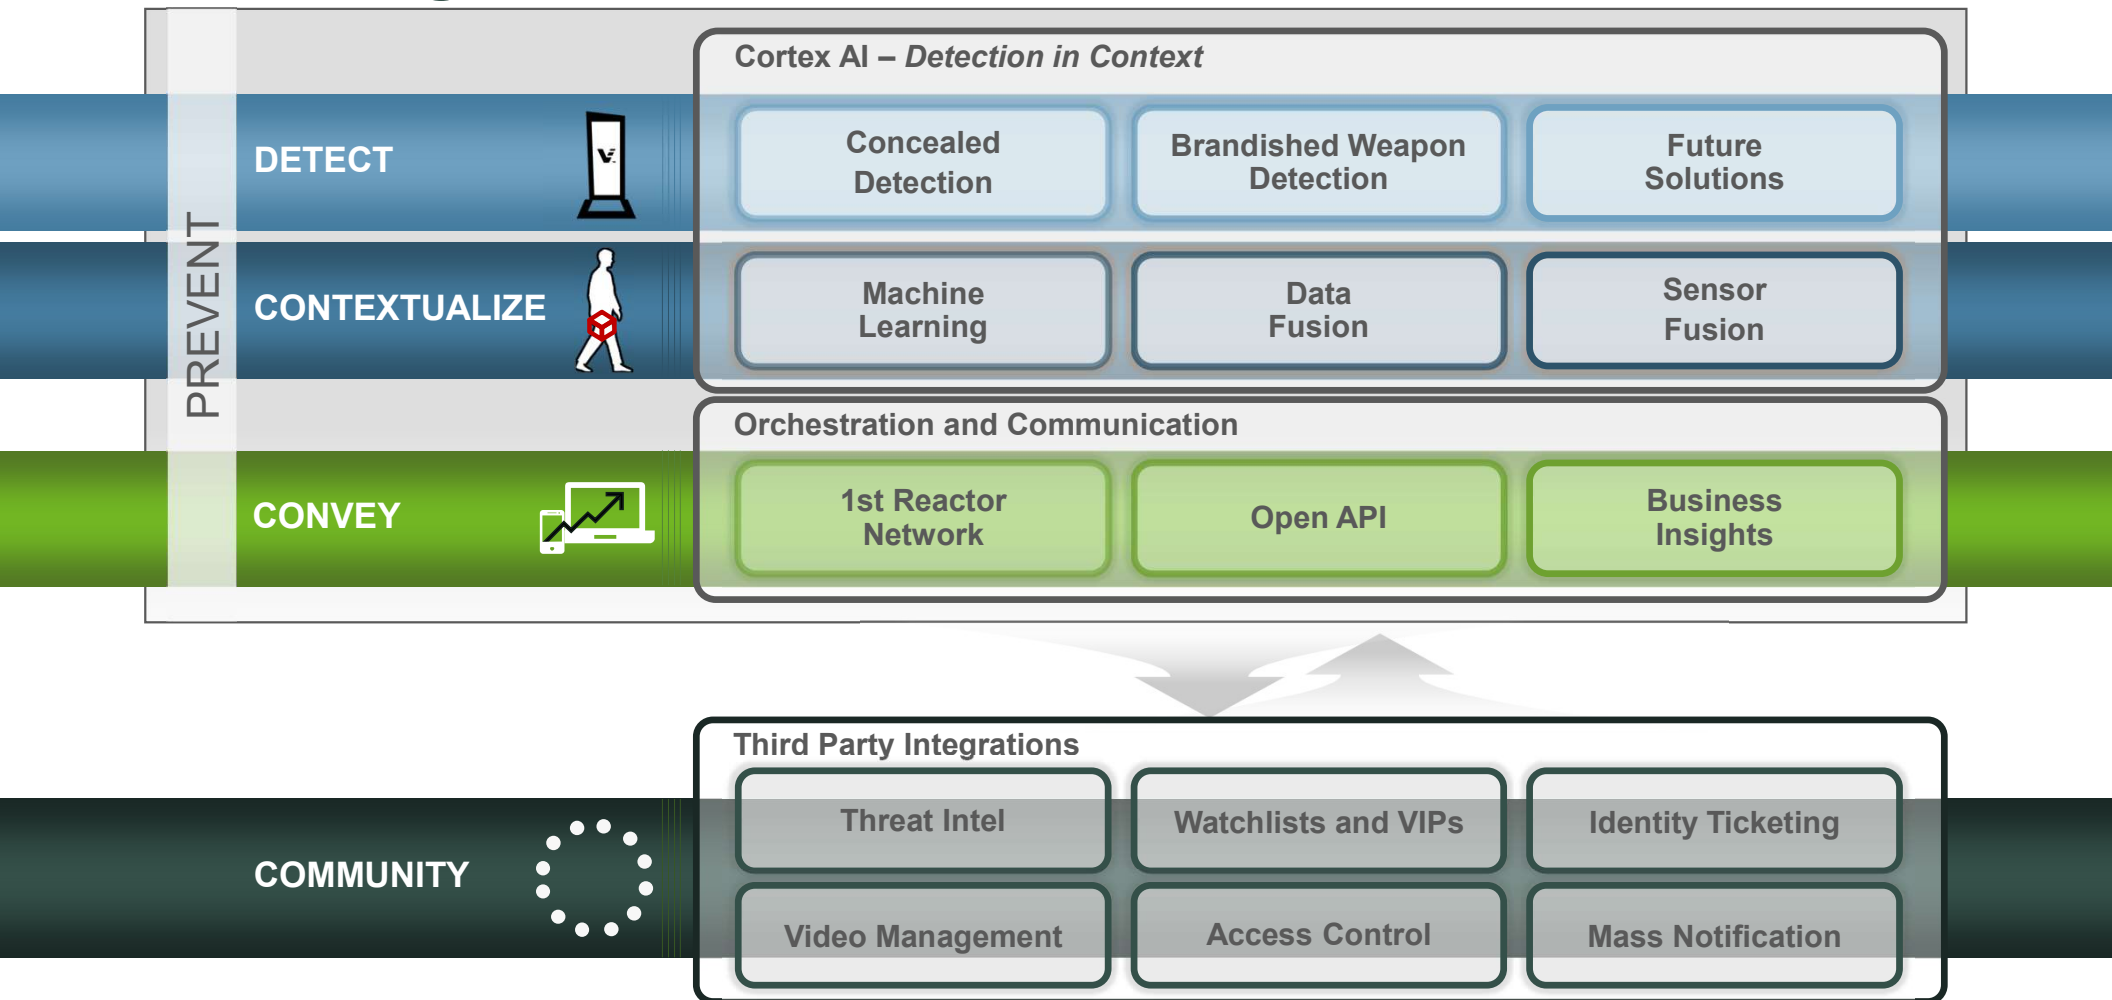 Cortex AI – Detection in Context
PREVENT
DETECT
Concealed
Detection
Brandished Weapon
Detection
Future
Solutions
CONTEXTUALIZE
Machine
Learning
Data
Fusion
Sensor
Fusion
Orchestration and Communication
CONVEY
1st Reactor
Network
Open API
Business
Insights
Third Party Integrations
COMMUNITY
Threat Intel
Watchlists and VIPs
Identity Ticketing
Video Management
Access Control
Mass Notification